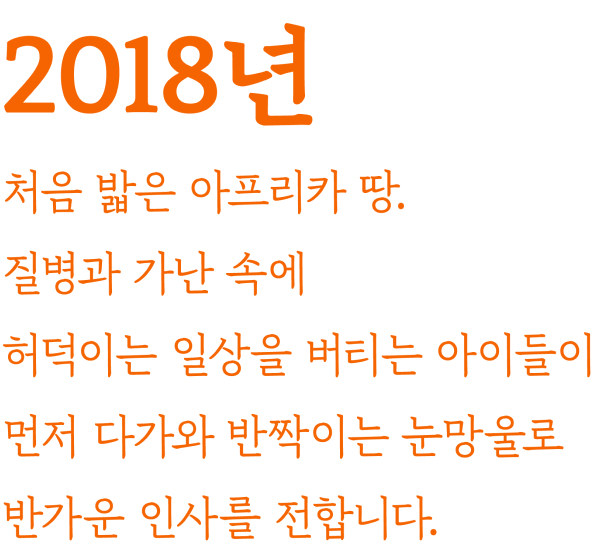 2018년
처음 밟은 아프리카 땅.
질병과 가난 속에
허덕이는 일상을 버티는 아이들이
먼저 다가와 반짝이는 눈망울로
반가운 인사를 전합니다.